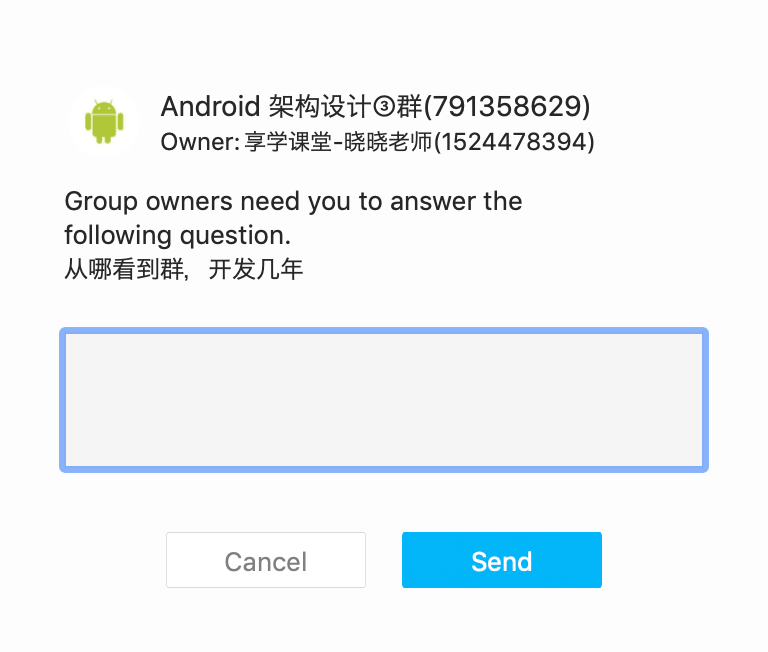 Android 架构设计③群(791358629)
Owner: 享学课堂-晓晓老师(1524478394)
Group owners need you to answer the
following question.
从哪看到群，开发几年
Cancel
Send